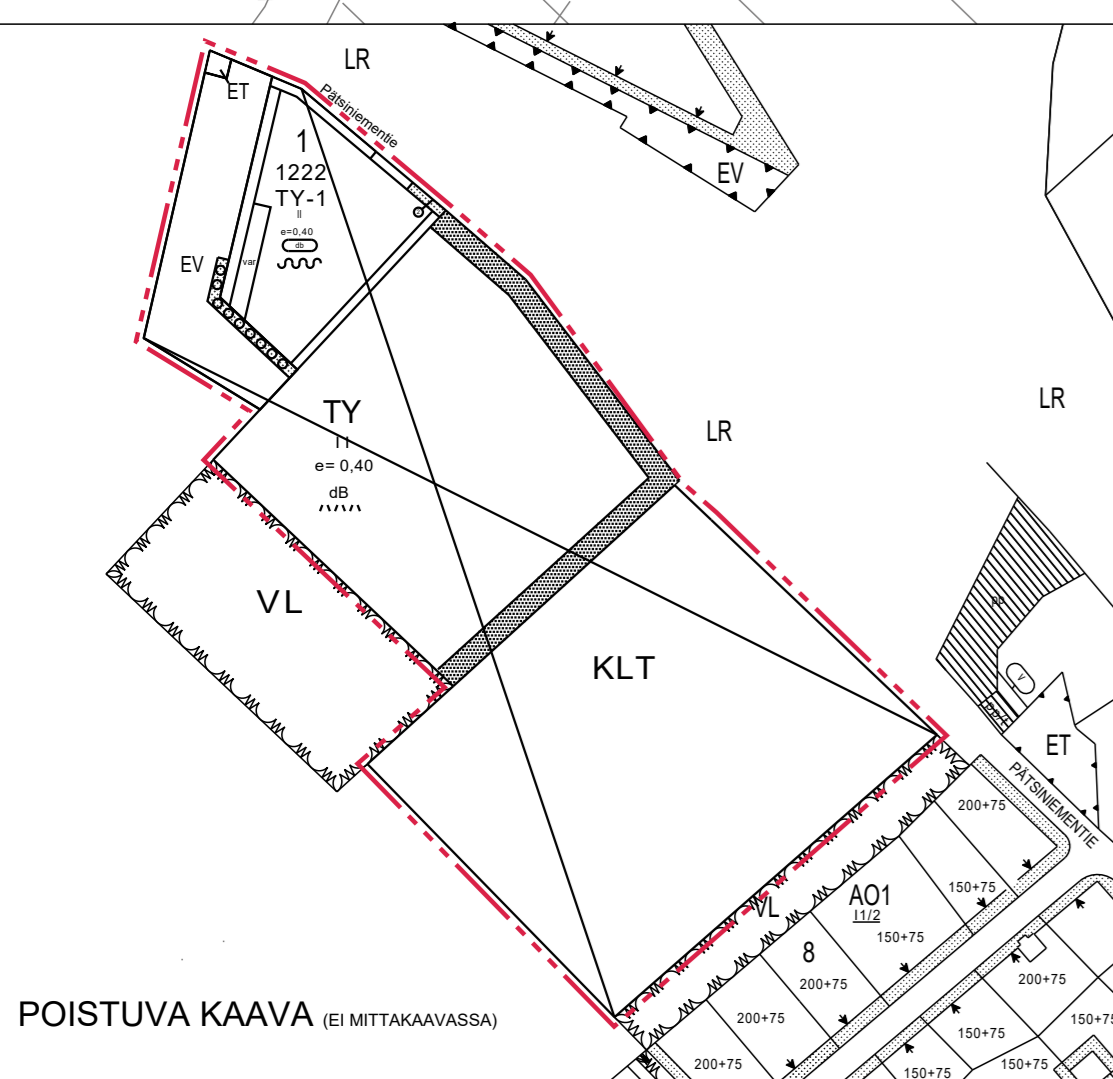 LR
ET
Pätsiniementie
1
1222
TY-1
II
e=0,40
db
var
EV
EV
TY
I I
e= 0,40
dB
LR
LR
VL
KLT
pp
v
pp/t
ET
PÄTSINIEMENTIE
200+75
150+75
AO1
I1/2
150+75
VL
8
200+75
200+75
200+75
200+75
150+75
150+75
150+75
150+75
POISTUVA KAAVA (EI MITTAKAAVASSA)